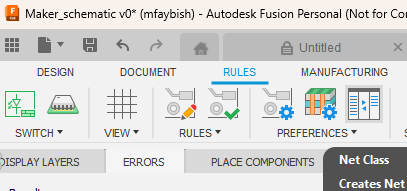 Maker_schematic v0* (mfaybish) - Autodesk Fusion Personal (Not for Cor
Untitled
DESIGN DOCUMENT RULES MANUFACTURING
SWITCH VIEW RULES PREFERENCES
DISPLAY LAYERS ERRORS PLACE COMPONENTS
Net Class
Creates Net